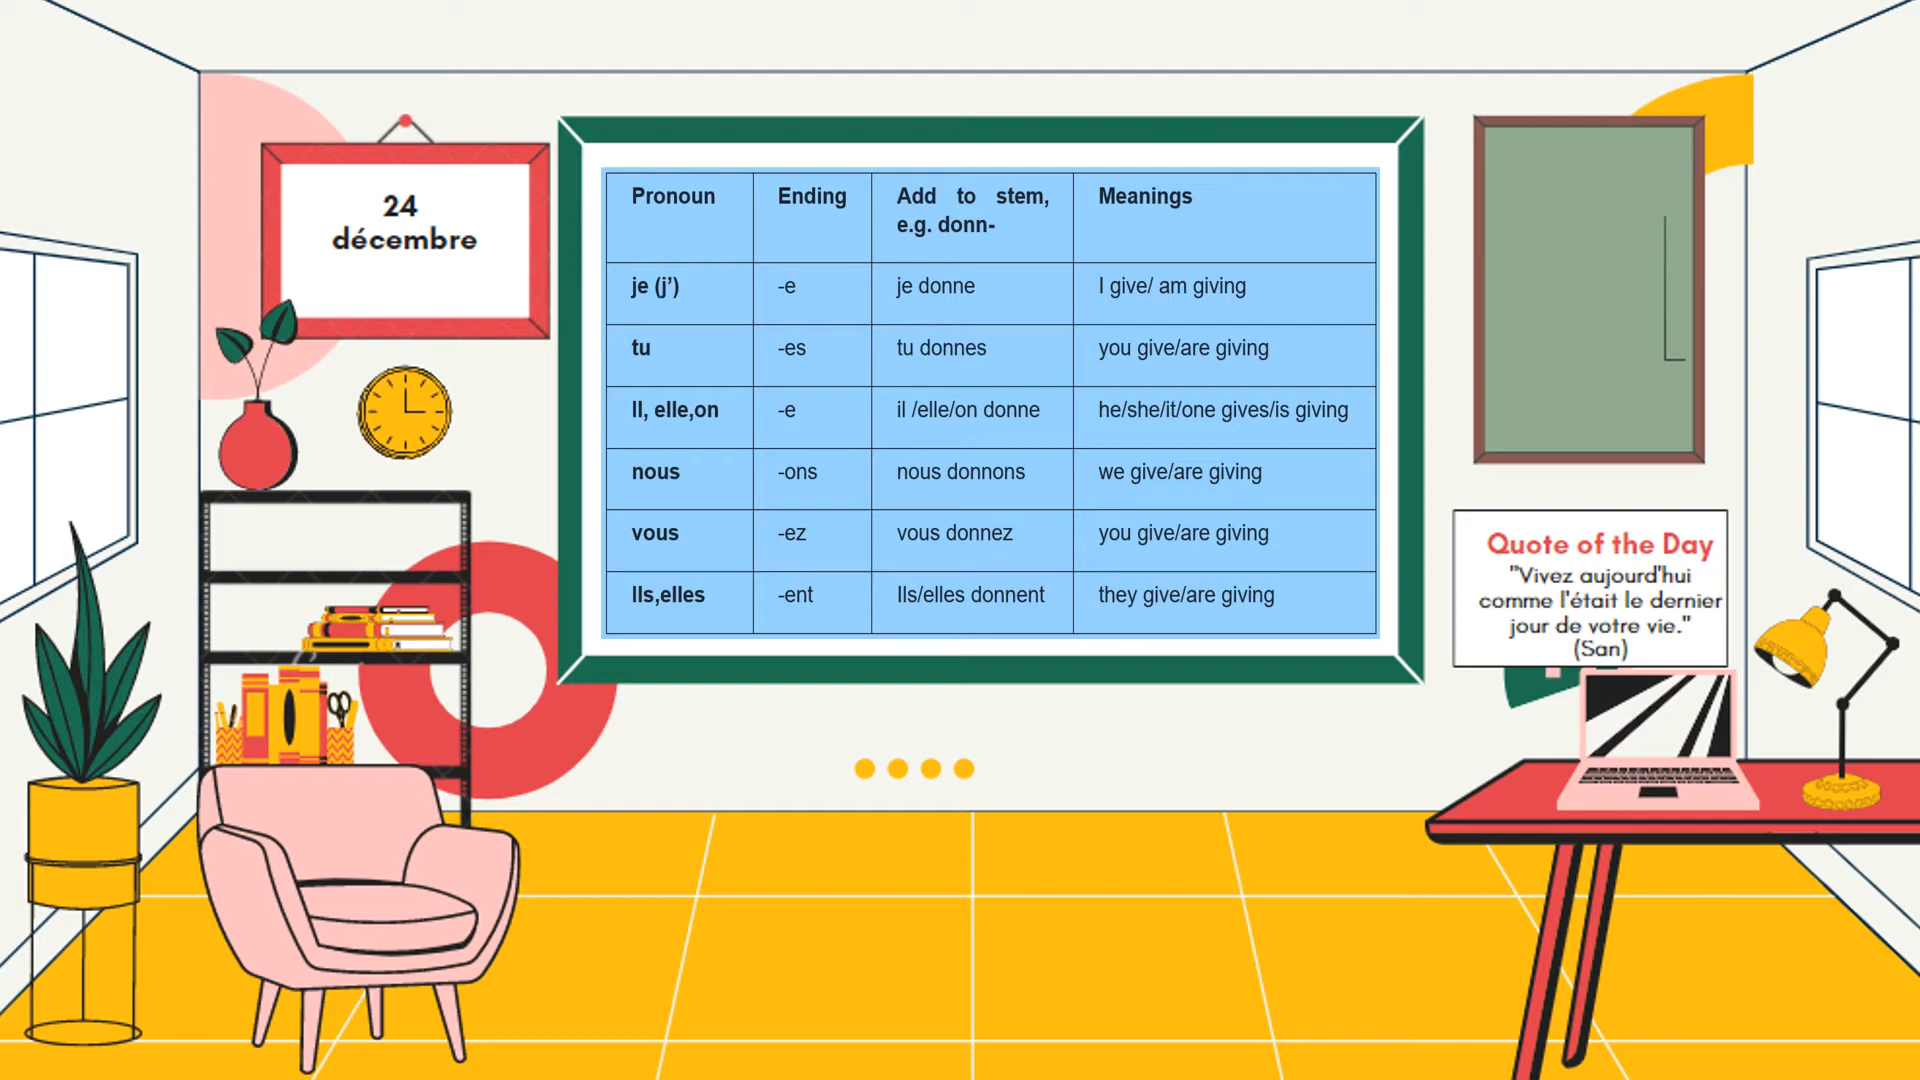 24
décembre
Pronoun Ending Add to stem, Meanings
e.g. donn-
je (j’) -e je donne I give/ am giving
tu -es tu donnes you give/are giving
Il, elle,on -e il /elle/on donne he/she/it/one gives/is giving
nous -ons nous donnons we give/are giving
vous -ez vous donnez you give/are giving
Ils,elles -ent Ils/elles donnent they give/are giving
Quote of the Day
"Vivez aujourd'hui
comme l'était le dernier
jour de votre vie."
(San)